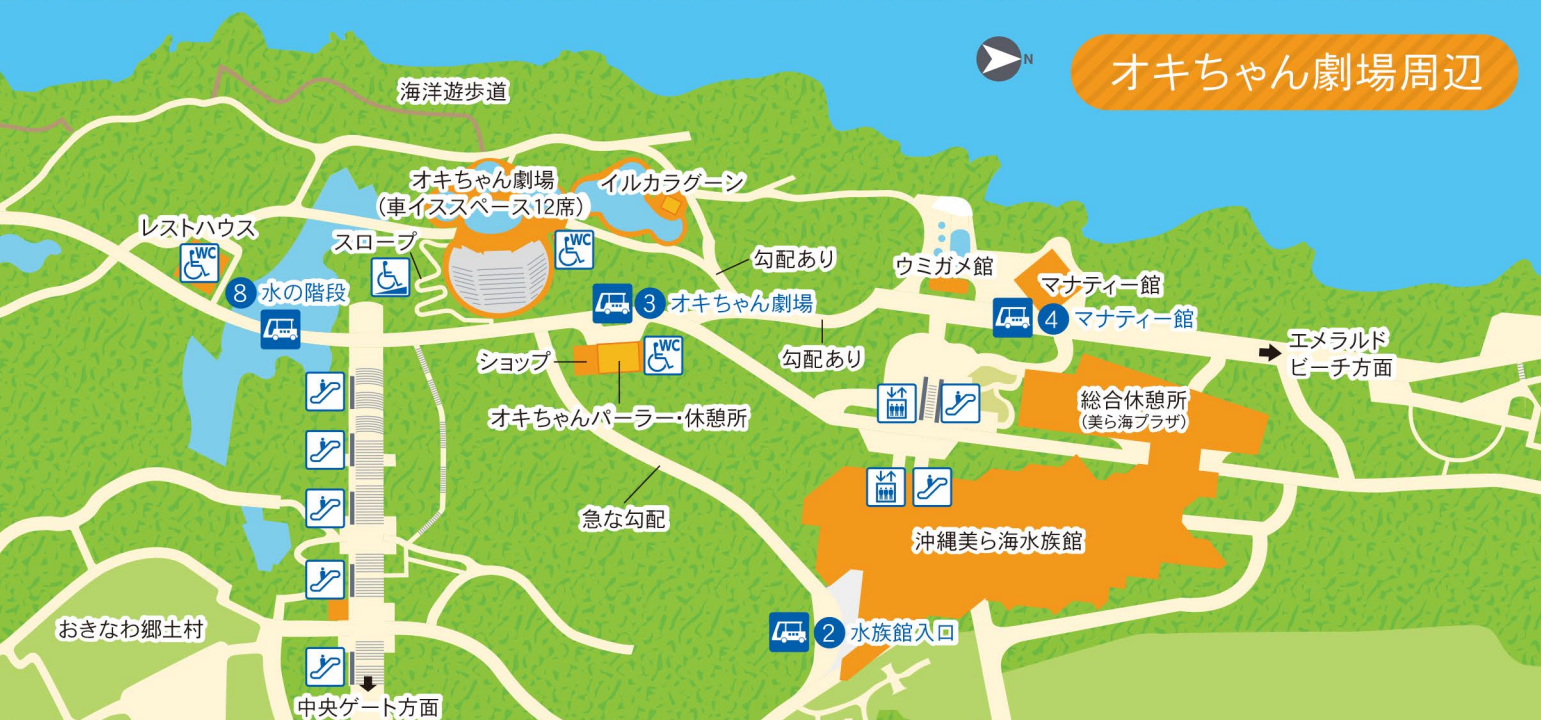 オキちゃん劇場周辺
N
海洋遊歩道
オキちゃん劇場
(車イススペース12席)
イルカラグーン
レストハウス
WC
スロープ
WC
勾配あり
ウミガメ館
マナティー館
8 水の階段
3 オキちゃん劇場
4 マナティー館
エメラルド
ビーチ方面
ショップ
WC
勾配あり
オキちゃんパーラー・休憩所
総合休憩所
(美ら海プラザ)
急な勾配
沖縄美ら海水族館
おきなわ郷土村
2 水族館入口
中央ゲート方面